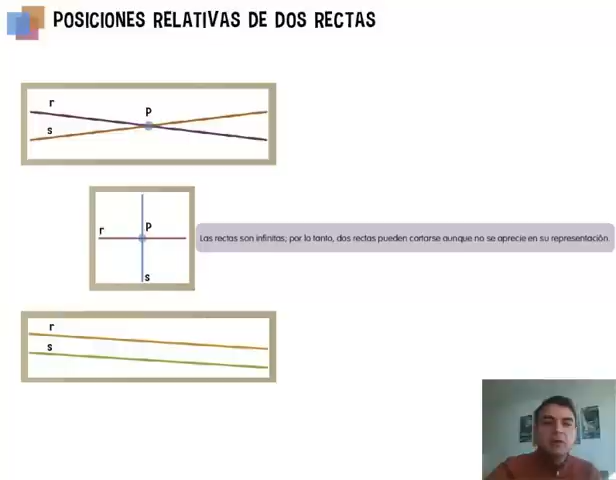 POSICIONES RELATIVAS DE DOS RECTAS
r
P
s
r
P
s
Las rectas son infinitas; por lo tanto, dos rectas pueden cortarse aunque no se aprecie en su representación.
r
s